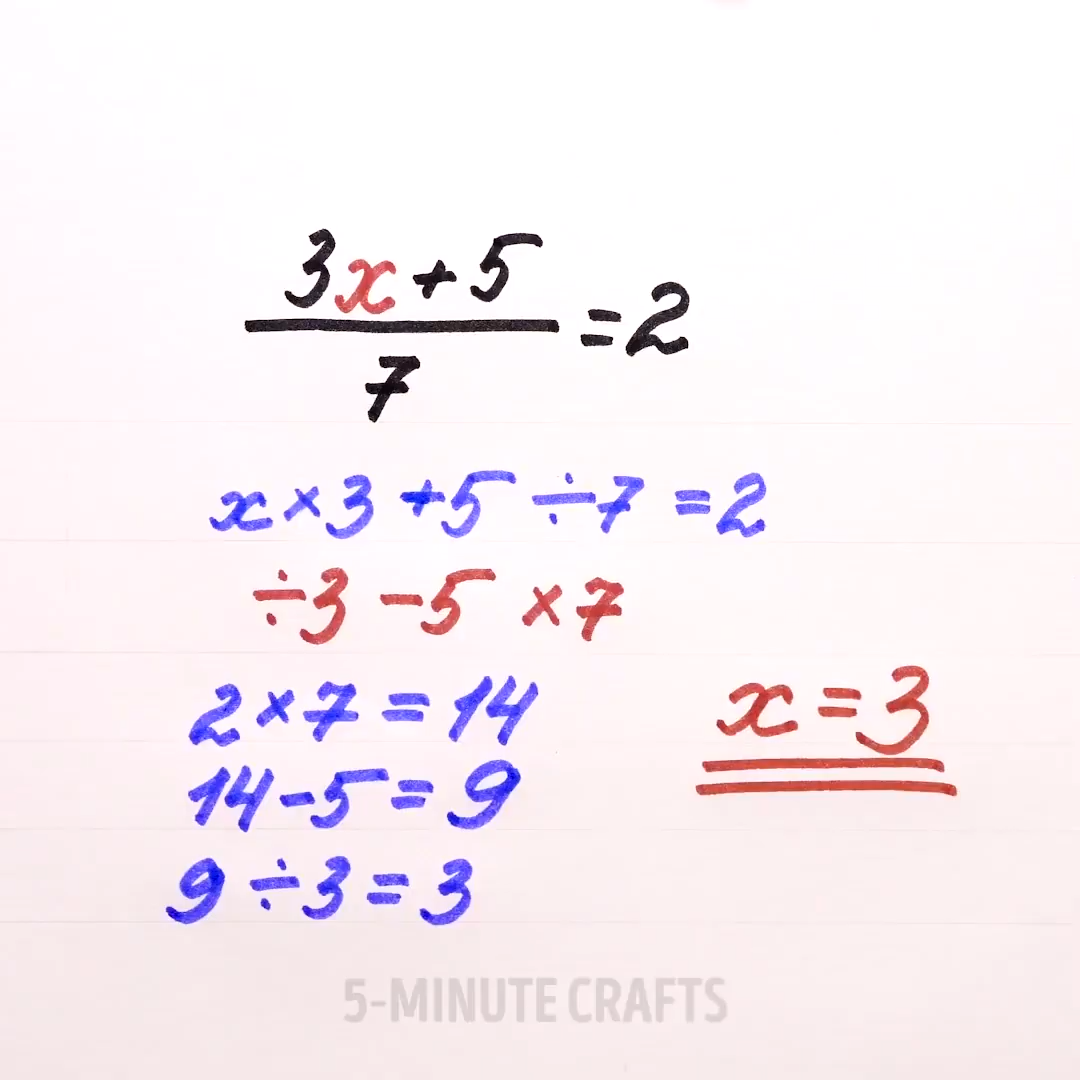 3x + 5
7
= 2
x × 3 + 5 ÷ 7 = 2
÷ 3 − 5 × 7
2 × 7 = 14
14 − 5 = 9
9 ÷ 3 = 3
x = 3
5-MINUTE CRAFTS